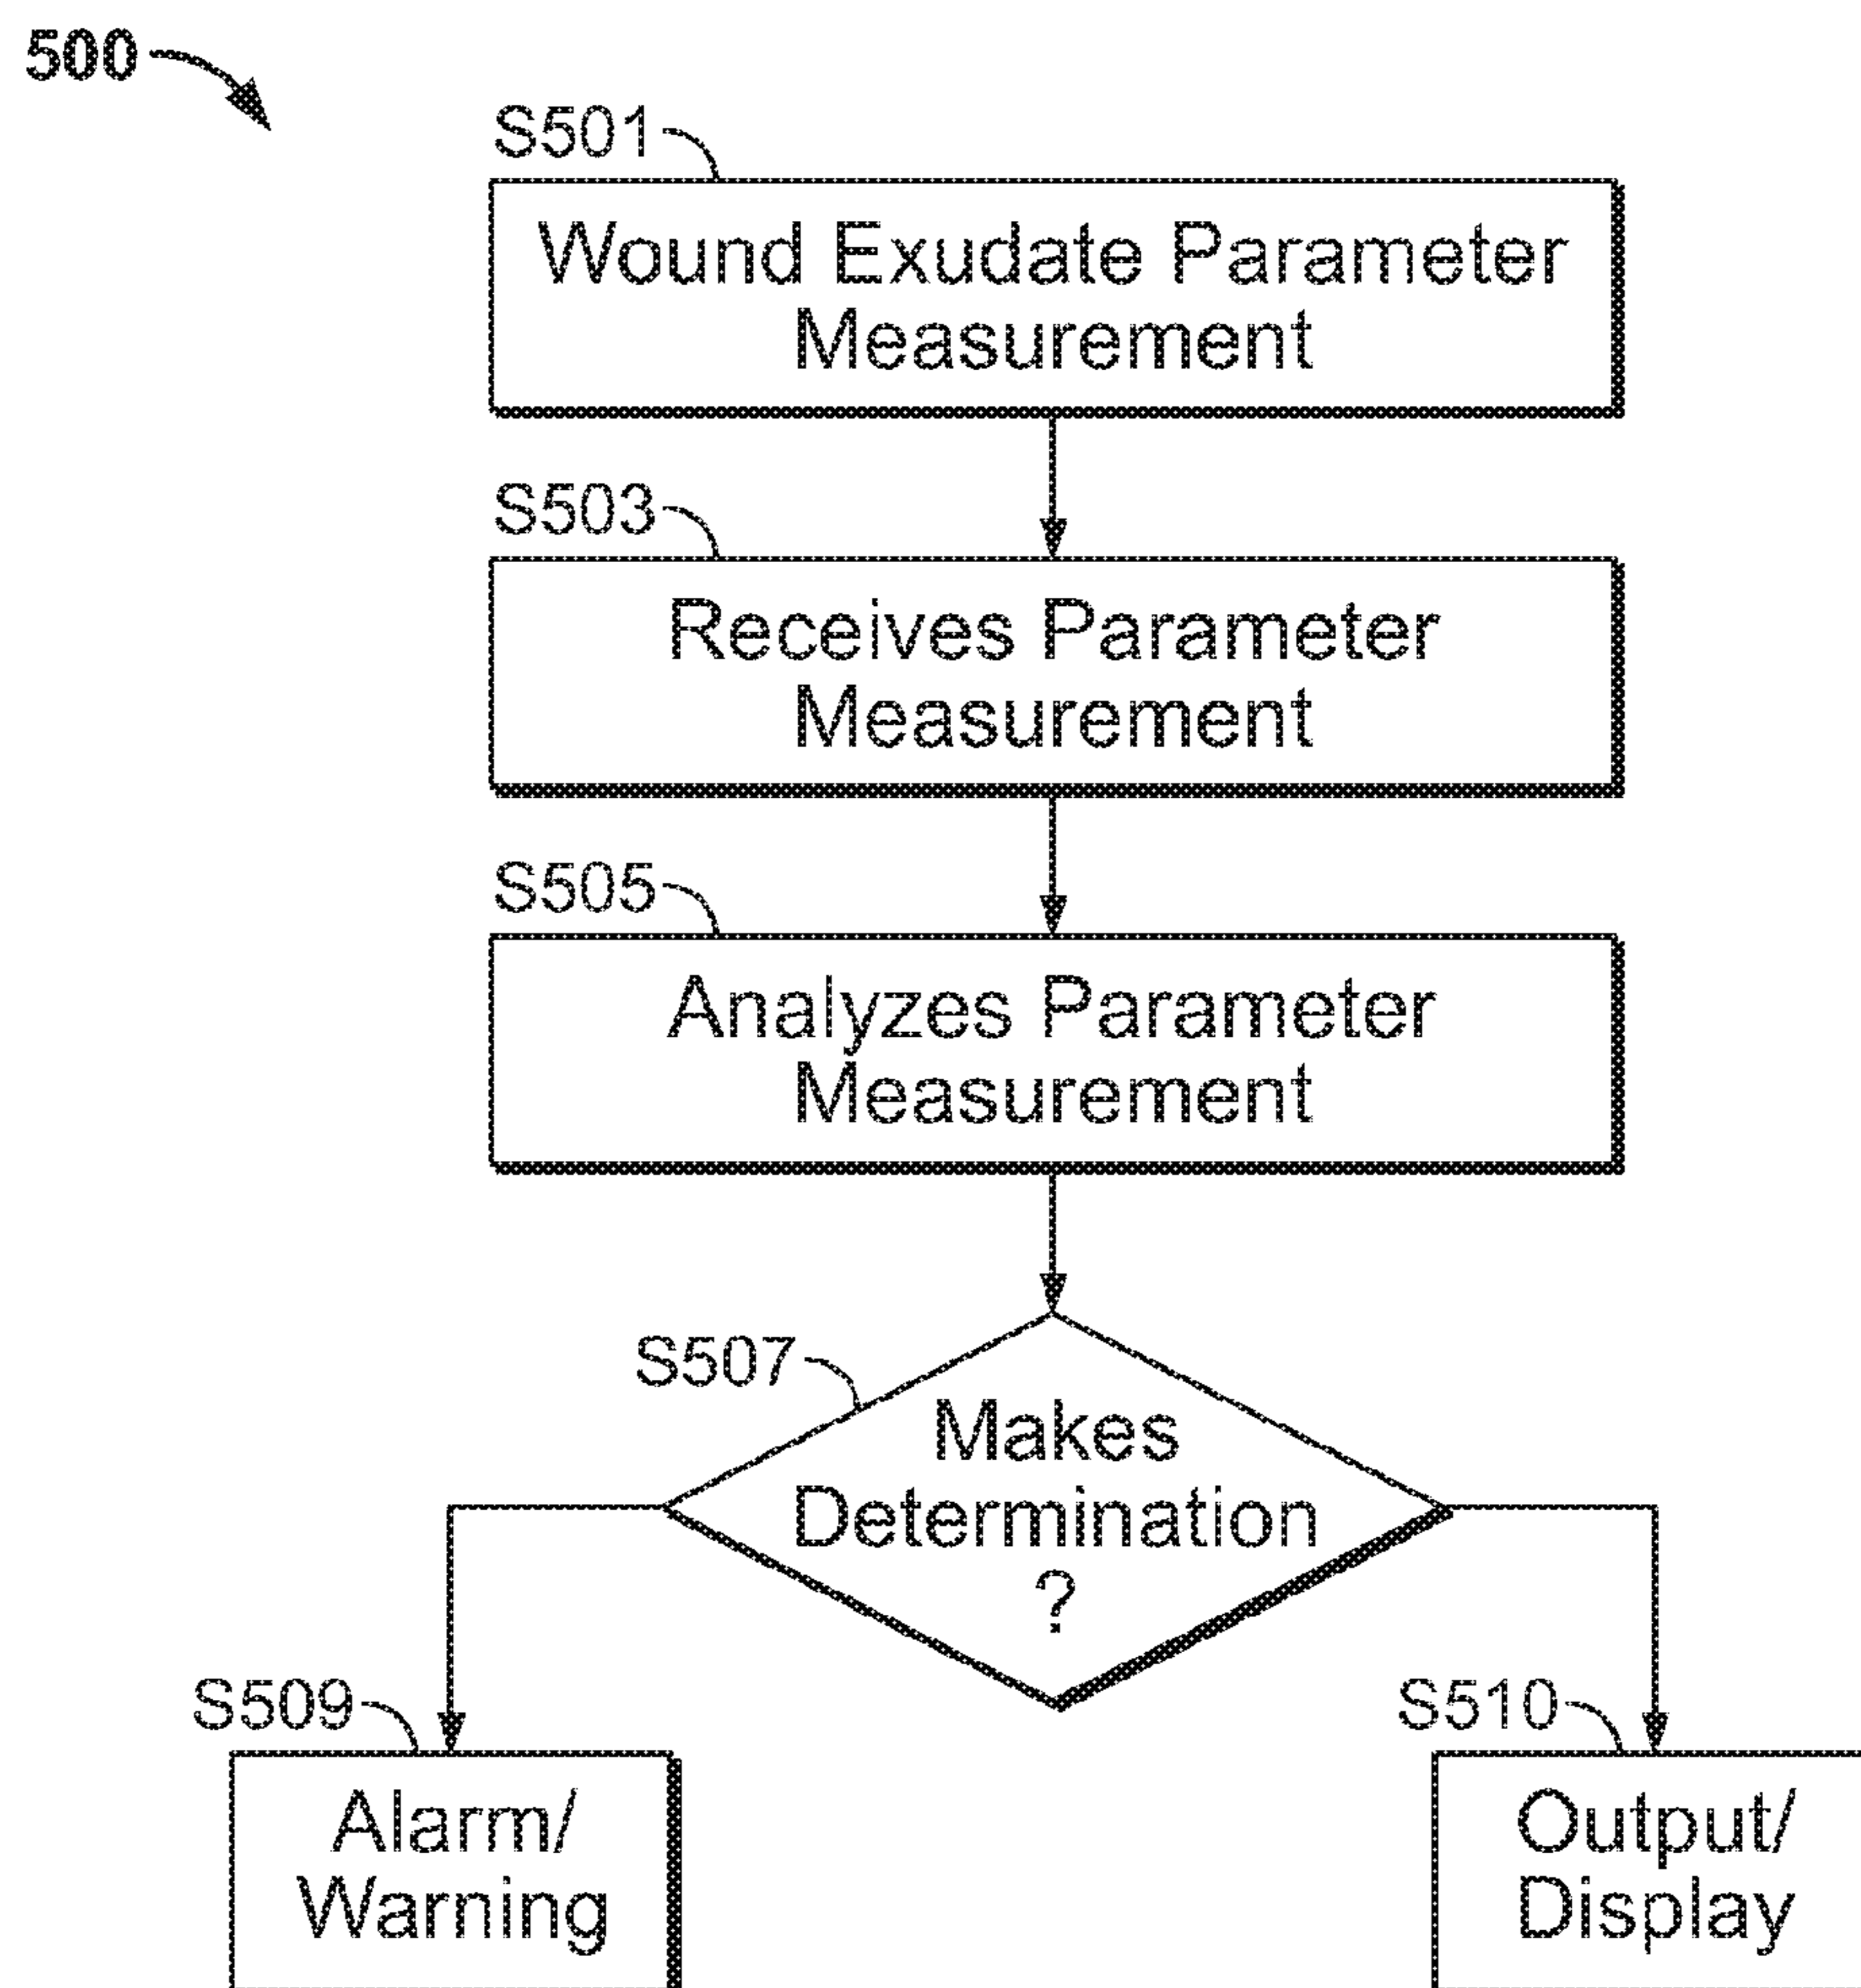 500
S501
Wound Exudate Parameter
Measurement
S503
Receives Parameter
Measurement
S505
Analyzes Parameter
Measurement
S507
Makes
Determination
?
S509
Alarm/
Warning
S510
Output/
Display